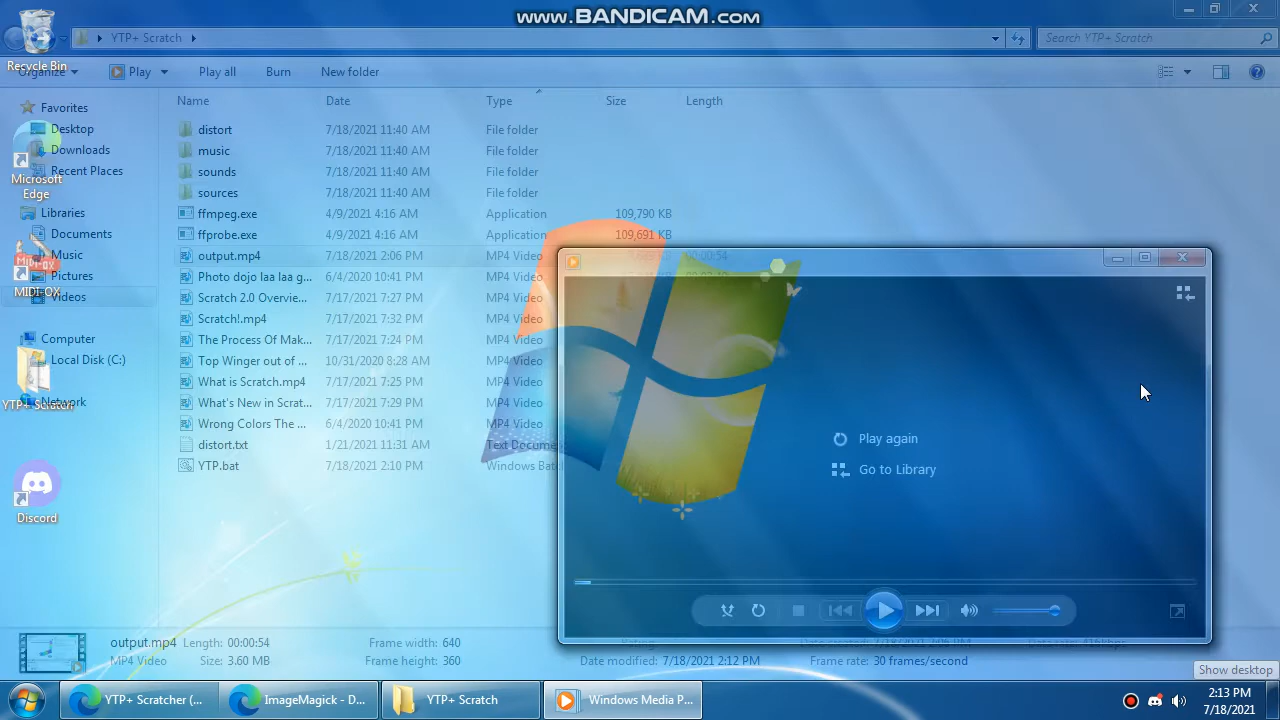 www.BANDICAM.com
YTP+ Scratch
Search YTP+ Scratch
Recycle Bin
Organize
Play
Play all
Burn
New folder
Name
Date
Type
Size
Length
Favorites
Desktop
Downloads
Recent Places
Microsoft
Edge
Libraries
Documents
Music
Pictures
MIDI-OX
Videos
Computer
Local Disk (C:)
YTP+ Scratch
Network
Discord
distort 7/18/2021 11:40 AM File folder
music 7/18/2021 11:40 AM File folder
sounds 7/18/2021 11:40 AM File folder
sources 7/18/2021 11:40 AM File folder
ffmpeg.exe 4/9/2021 4:16 AM Application 109,790 KB
ffprobe.exe 4/9/2021 4:16 AM Application 109,691 KB
output.mp4 7/18/2021 2:06 PM MP4 Video 00:00:54
Photo dojo laa laa g... 6/4/2020 10:41 PM MP4 Video
Scratch 2.0 Overvie... 7/17/2021 7:27 PM MP4 Video
Scratch!.mp4 7/17/2021 7:32 PM MP4 Video
The Process Of Mak... 7/17/2021 7:24 PM MP4 Video
Top Winger out of ... 10/31/2020 8:28 AM MP4 Video
What is Scratch.mp4 7/17/2021 7:25 PM MP4 Video
What's New in Scrat... 7/17/2021 7:29 PM MP4 Video
Wrong Colors The ... 6/4/2020 10:41 PM MP4 Video
distort.txt 1/21/2021 11:31 AM Text Docume
YTP.bat 7/18/2021 2:10 PM Windows Bat
Play again
Go to Library
output.mp4 Length: 00:00:54 Frame width: 640
MP4 Video Size: 3.60 MB Frame height: 360 Date modified: 7/18/2021 2:12 PM Frame rate: 30 frames/second
Show desktop
YTP+ Scratcher (...
ImageMagick - D...
YTP+ Scratch
Windows Media P...
2:13 PM
7/18/2021